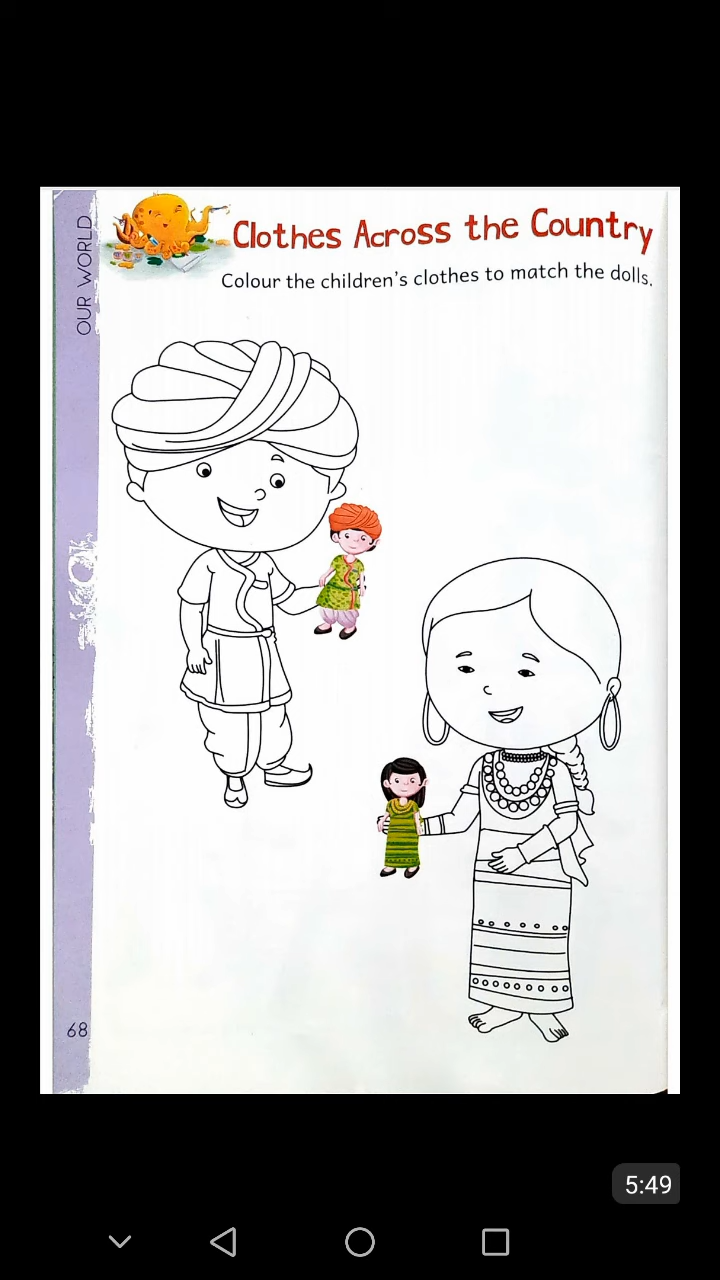 OUR WORLD
Clothes Across the Country
Colour the children's clothes to match the dolls.
68
5:49